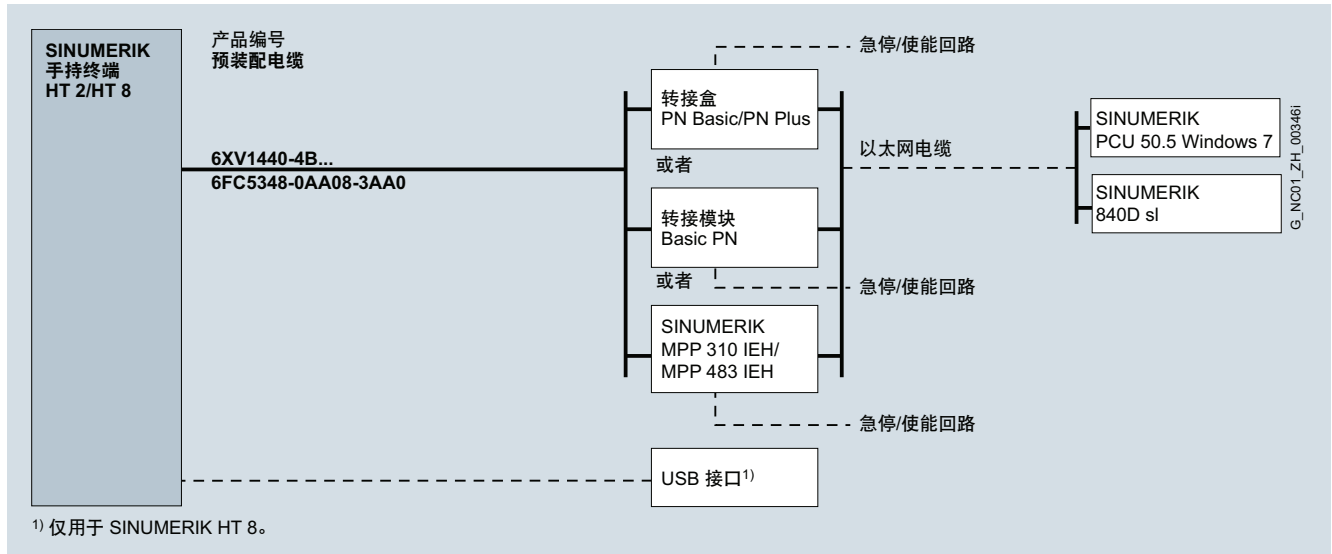 SINUMERIK
手持终端
HT 2/HT 8
产品编号
预装配电缆
6XV1440-4B...
6FC5348-0AA08-3AA0
急停/使能回路
转接盒
PN Basic/PN Plus
或者
转接模块
Basic PN
或者
急停/使能回路
SINUMERIK
MPP 310 IEH/
MPP 483 IEH
急停/使能回路
USB 接口1)
以太网电缆
SINUMERIK
PCU 50.5 Windows 7
SINUMERIK
840D sl
G_NC01_ZH_00346i
1) 仅用于 SINUMERIK HT 8。